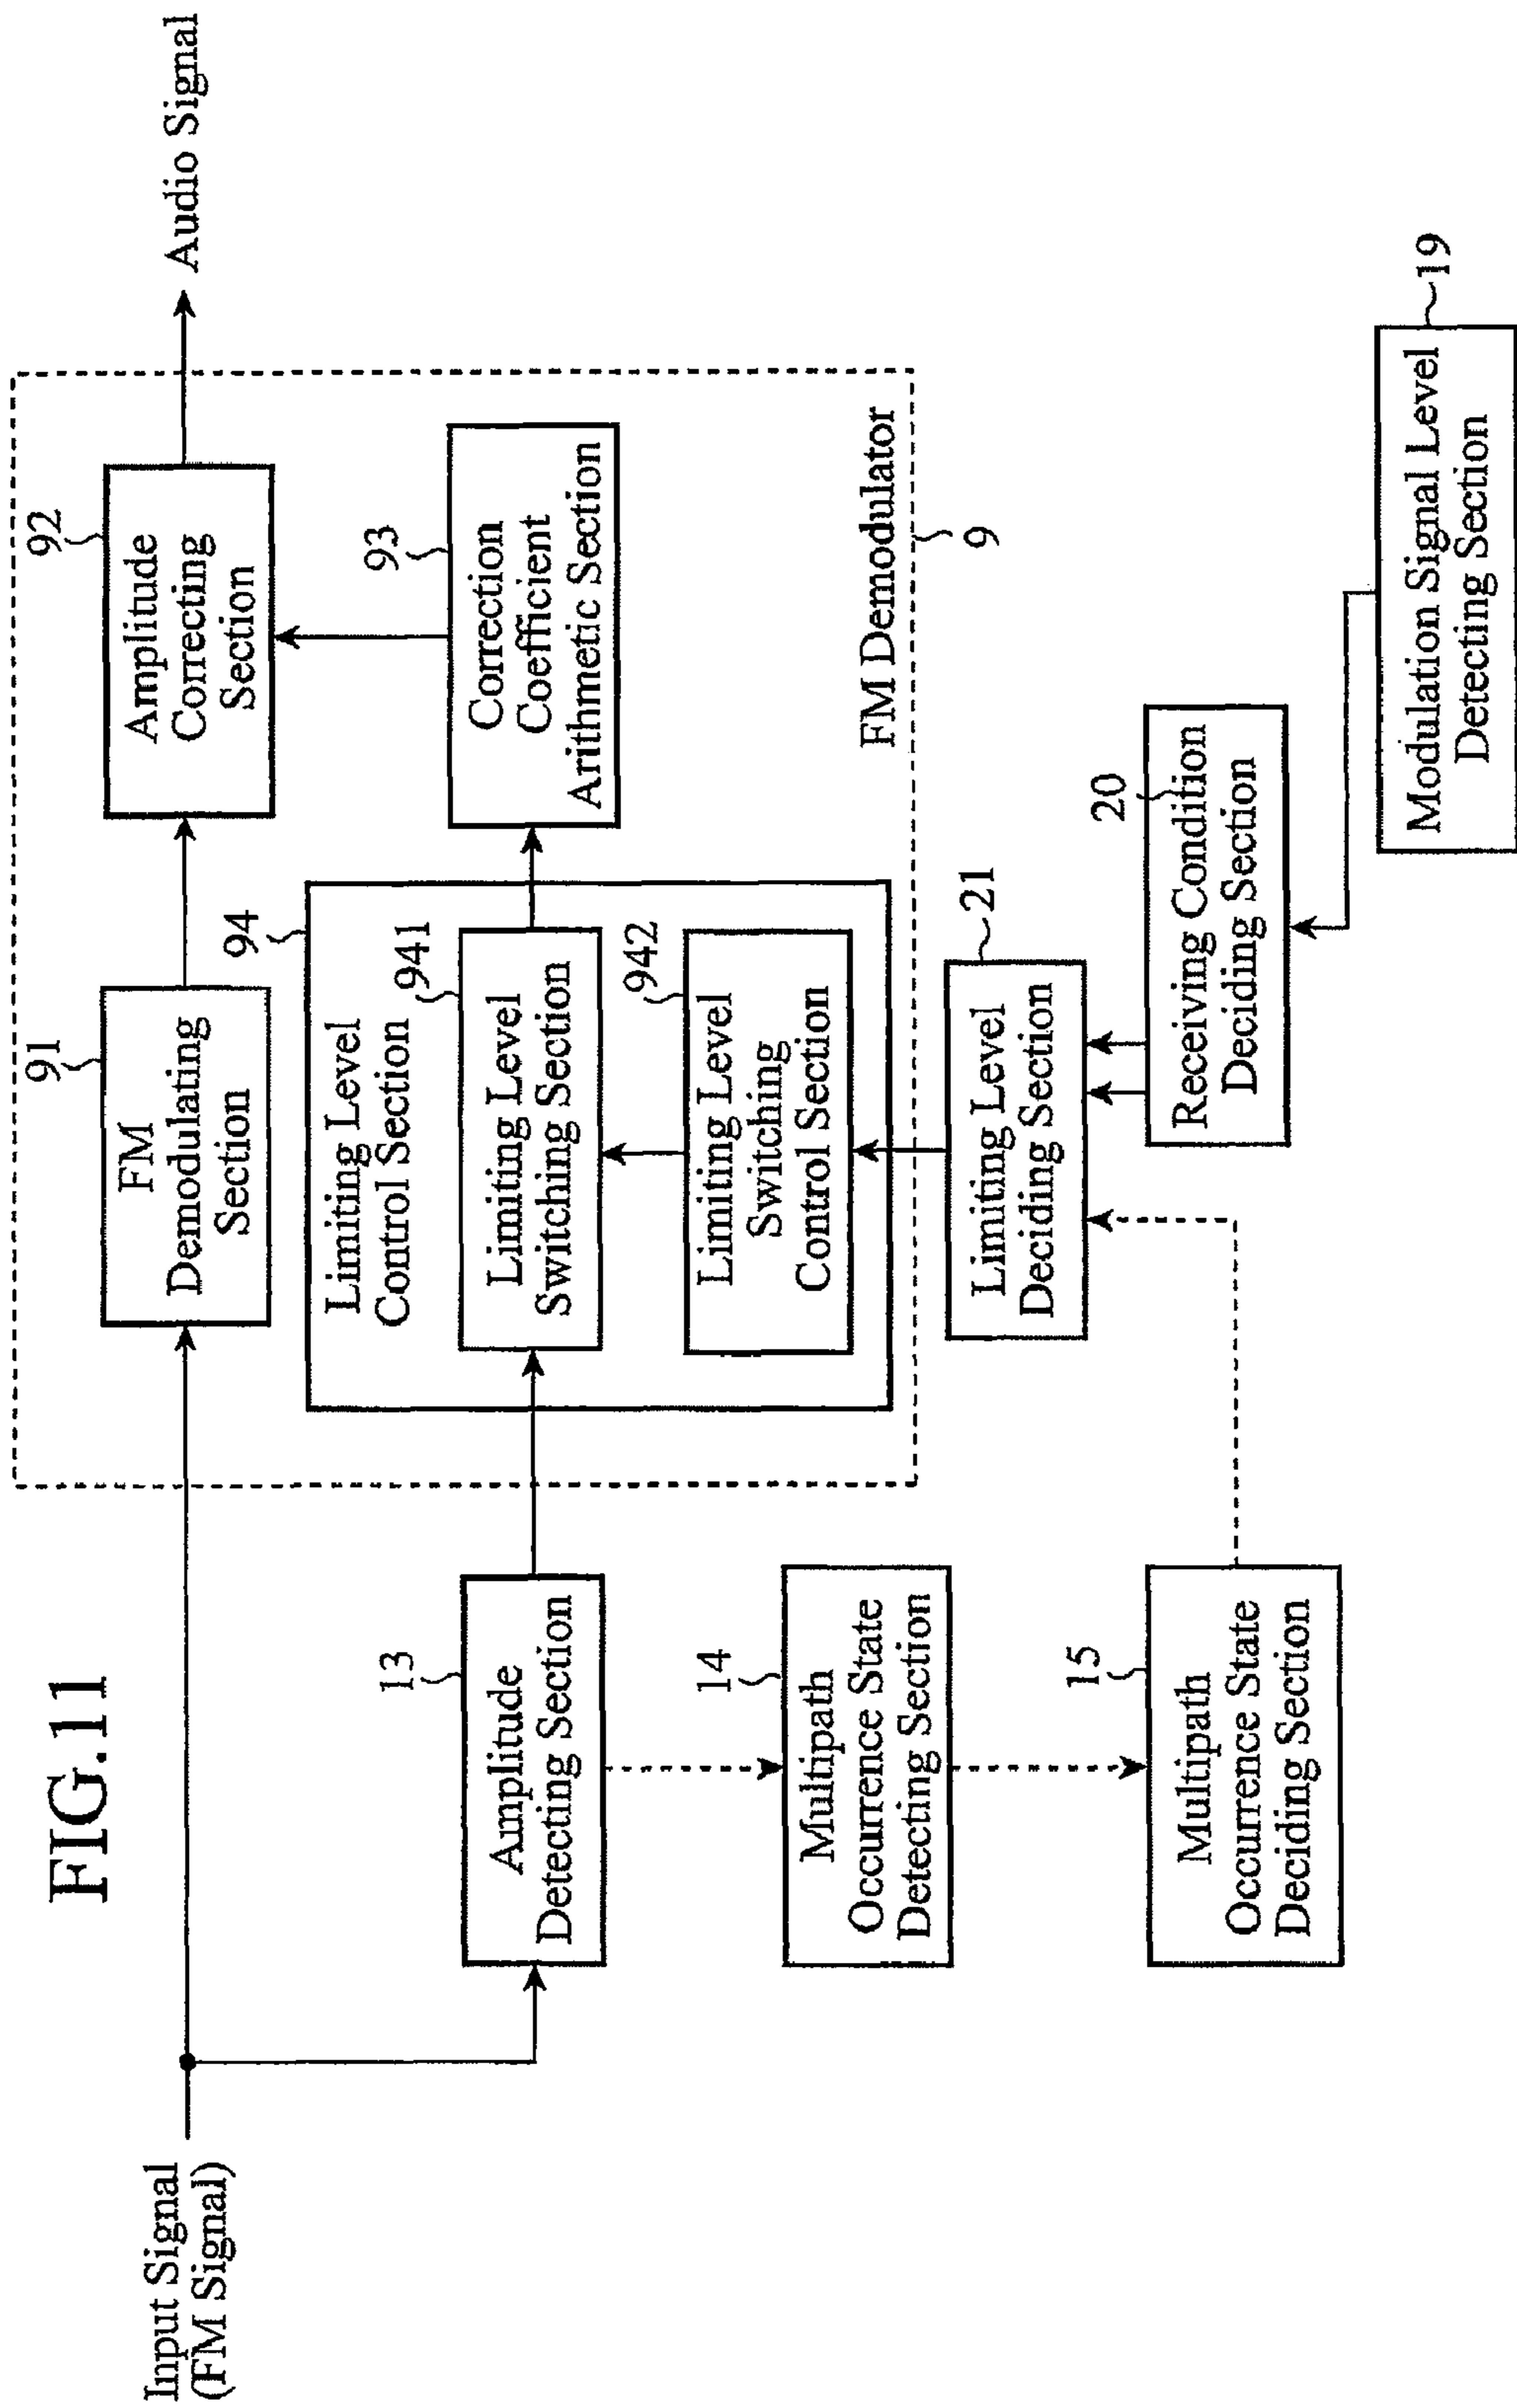 FIG.11
Input Signal
(FM Signal)
91
FM
Demodulating
Section
92
Amplitude
Correcting
Section
Audio Signal
94
Limiting Level
Control Section
941
Limiting Level
Switching Section
942
Limiting Level
Switching
Control Section
93
Correction
Coefficient
Arithmetic Section
FM Demodulator
9
13
Amplitude
Detecting Section
14
Multipath
Occurrence State
Detecting Section
15
Multipath
Occurrence State
Deciding Section
21
Limiting Level
Deciding Section
20
Receiving Condition
Deciding Section
19
Modulation Signal Level
Detecting Section